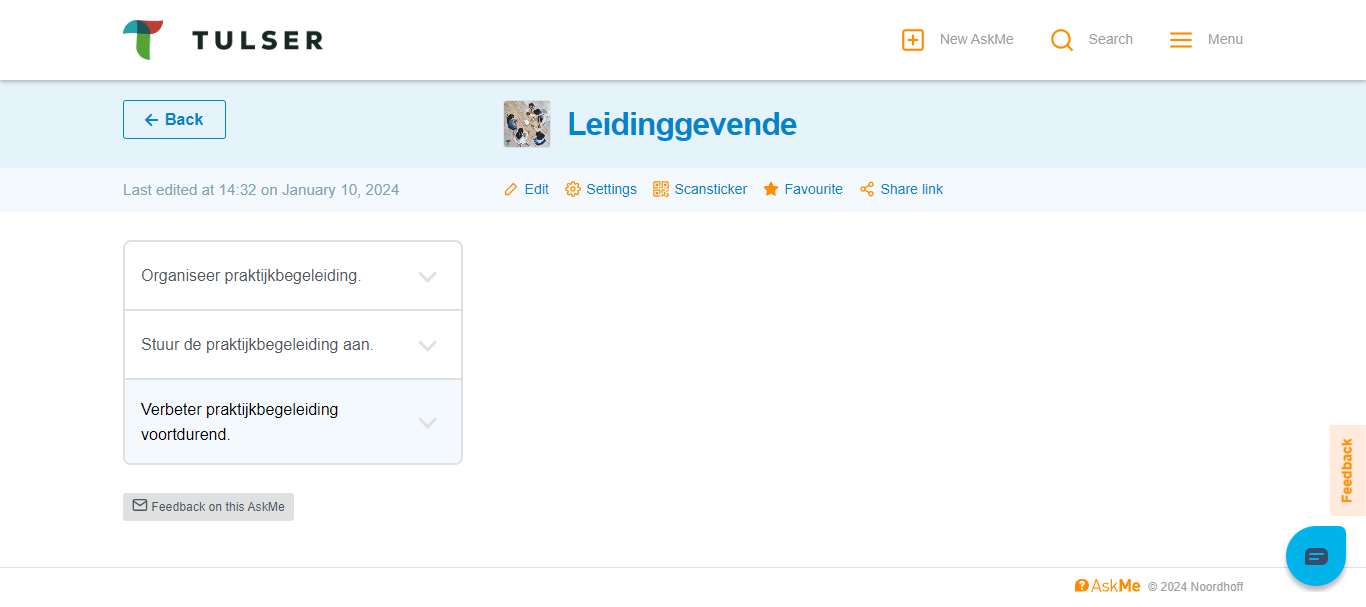 TULSER
New AskMe
Search
Menu
Back
Leidinggevende
Last edited at 14:32 on January 10, 2024
Edit
Settings
Scansticker
Favourite
Share link
Organiseer praktijkbegeleiding.
Stuur de praktijkbegeleiding aan.
Verbeter praktijkbegeleiding
voortdurend.
Feedback on this AskMe
Feedback
AskMe © 2024 Noordhoff